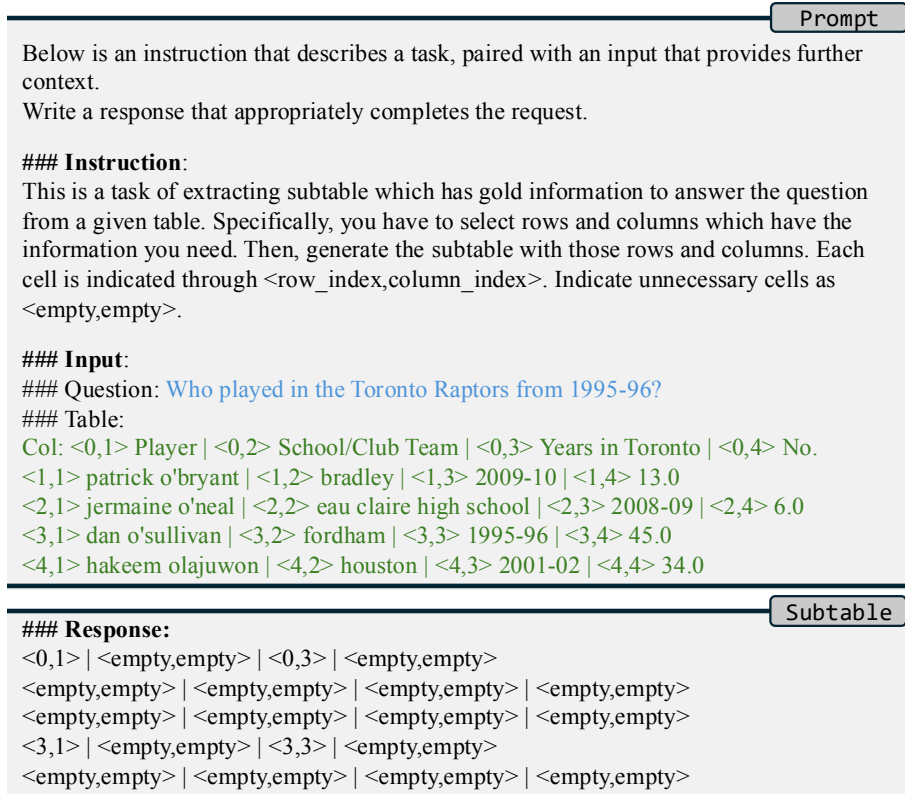 Prompt
Below is an instruction that describes a task, paired with an input that provides further
context.
Write a response that appropriately completes the request.
### Instruction:
This is a task of extracting subtable which has gold information to answer the question
from a given table. Specifically, you have to select rows and columns which have the
information you need. Then, generate the subtable with those rows and columns. Each
cell is indicated through <row_index,column_index>. Indicate unnecessary cells as
<empty,empty>.
### Input:
### Question: Who played in the Toronto Raptors from 1995-96?
### Table:
Col: <0,1> Player | <0,2> School/Club Team | <0,3> Years in Toronto | <0,4> No.
<1,1> patrick o'bryant | <1,2> bradley | <1,3> 2009-10 | <1,4> 13.0
<2,1> jermaine o'neal | <2,2> eau claire high school | <2,3> 2008-09 | <2,4> 6.0
<3,1> dan o'sullivan | <3,2> fordham | <3,3> 1995-96 | <3,4> 45.0
<4,1> hakeem olajuwon | <4,2> houston | <4,3> 2001-02 | <4,4> 34.0
Subtable
### Response:
<0,1> | <empty,empty> | <0,3> | <empty,empty>
<empty,empty> | <empty,empty> | <empty,empty> | <empty,empty>
<empty,empty> | <empty,empty> | <empty,empty> | <empty,empty>
<3,1> | <empty,empty> | <3,3> | <empty,empty>
<empty,empty> | <empty,empty> | <empty,empty> | <empty,empty>